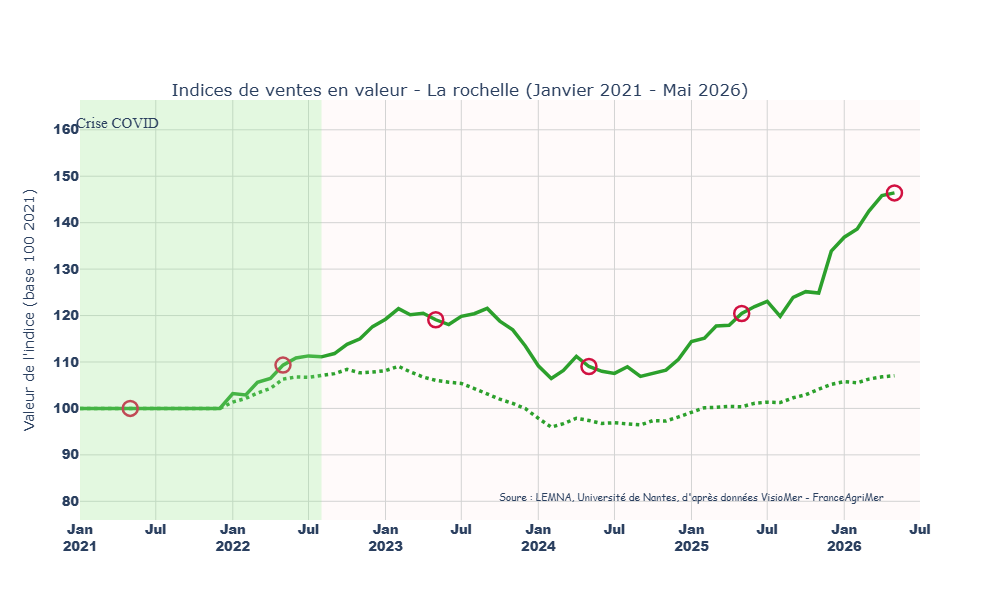 Indices de ventes en valeur - La rochelle (Janvier 2021 - Mai 2026)
Crise COVID
Valeur de l'indice (base 100 2021)
160
150
140
130
120
110
100
90
80
Soure : LEMNA, Université de Nantes, d'après données VisioMer - FranceAgriMer
Jan Jul Jan Jul Jan Jul Jan Jul Jan Jul Jan Jul
2021 2022 2023 2024 2025 2026